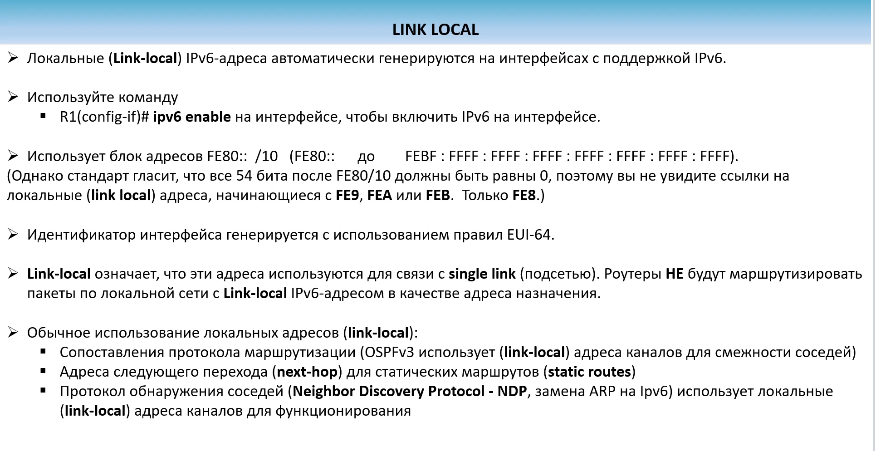 LINK LOCAL
➢ Локальные (Link-local) IPv6-адреса автоматически генерируются на интерфейсах с поддержкой IPv6.
➢ Используйте команду
▪ R1(config-if)# ipv6 enable на интерфейсе, чтобы включить IPv6 на интерфейсе.
➢ Использует блок адресов FE80:: /10 (FE80:: до FEBF : FFFF : FFFF : FFFF : FFFF : FFFF : FFFF : FFFF).
(Однако стандарт гласит, что все 54 бита после FE80/10 должны быть равны 0, поэтому вы не увидите ссылки на
локальные (link local) адреса, начинающиеся с FE9, FEA или FEB. Только FE8.)
➢ Идентификатор интерфейса генерируется с использованием правил EUI-64.
➢ Link-local означает, что эти адреса используются для связи с single link (подсетью). Роутеры НЕ будут маршрутизировать
пакеты по локальной сети с Link-local IPv6-адресом в качестве адреса назначения.
➢ Обычное использование локальных адресов (link-local):
▪ Сопоставления протокола маршрутизации (OSPFv3 использует (link-local) адреса каналов для смежности соседей)
▪ Адреса следующего перехода (next-hop) для статических маршрутов (static routes)
▪ Протокол обнаружения соседей (Neighbor Discovery Protocol - NDP, замена ARP на Ipv6) использует локальные
(link-local) адреса каналов для функционирования